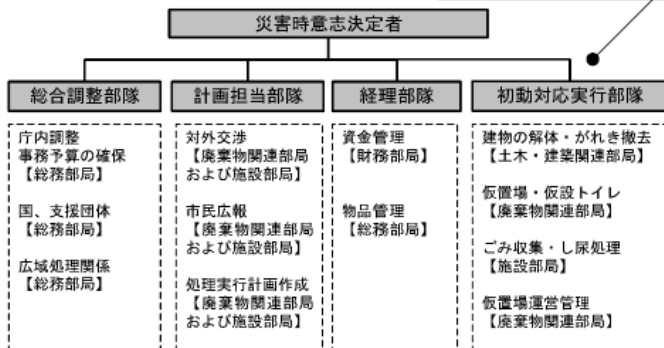 災害時意志決定者
総合調整部隊
計画担当部隊
経理部隊
初動対応実行部隊
庁内調整
事務予算の確保
【総務部局】
国、支援団体
【総務部局】
広域処理関係
【総務部局】
対外交渉
【廃棄物関連部局
および施設部局】
市民広報
【廃棄物関連部局
および施設部局】
処理実行計画作成
【廃棄物関連部局
および施設部局】
資金管理
【財務部局】
物品管理
【総務部局】
建物の解体・がれき撤去
【土木・建築関連部局】
仮置場・仮設トイレ
【廃棄物関連部局】
ごみ収集・し尿処理
【施設部局】
仮置場運営管理
【廃棄物関連部局】